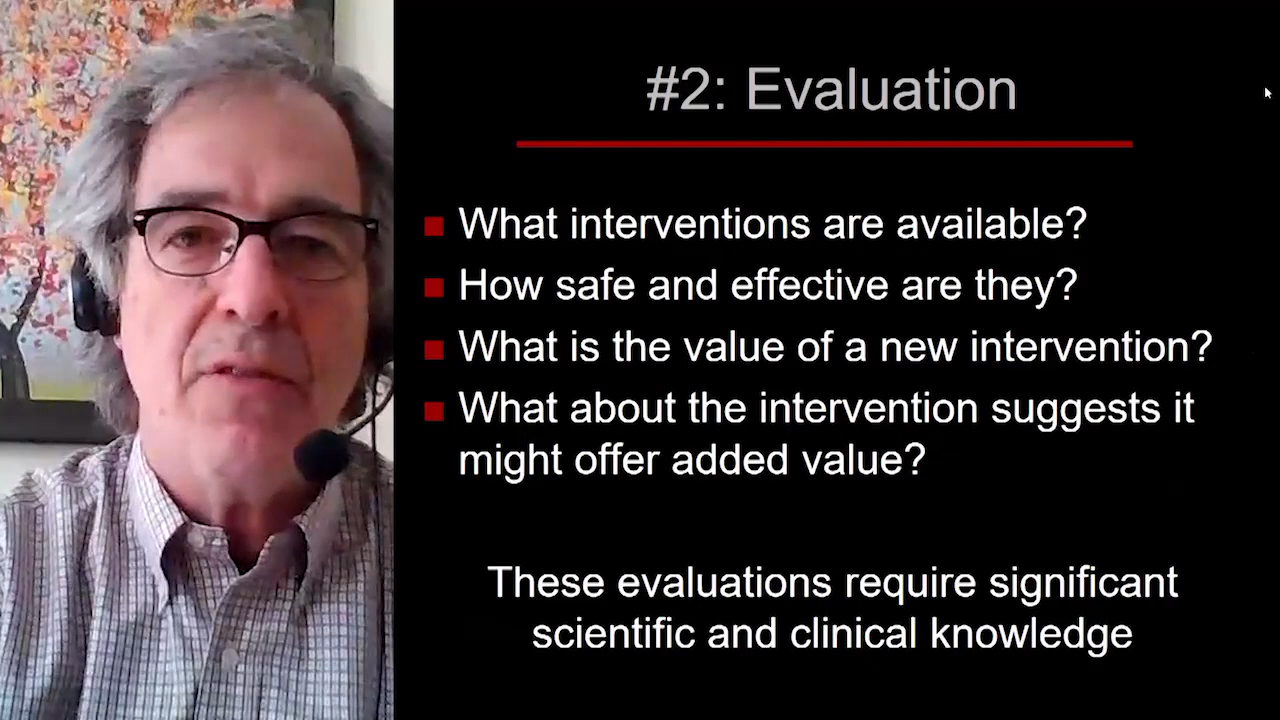 #2: Evaluation
What interventions are available?
How safe and effective are they?
What is the value of a new intervention?
What about the intervention suggests it
might offer added value?
These evaluations require significant
scientific and clinical knowledge